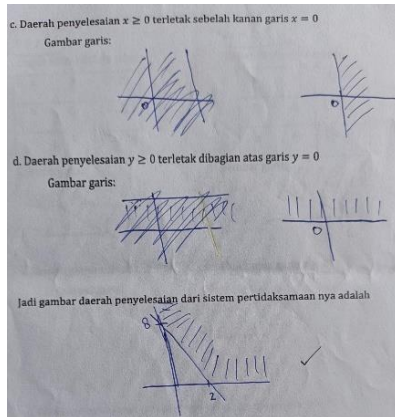 c. Daerah penyelesaian x ≥ 0 terletak sebelah kanan garis x = 0
Gambar garis:
0
0
d. Daerah penyelesaian y ≥ 0 terletak dibagian atas garis y = 0
Gambar garis:
0
Jadi gambar daerah penyelesaian dari sistem pertidaksamaan nya adalah
8
2